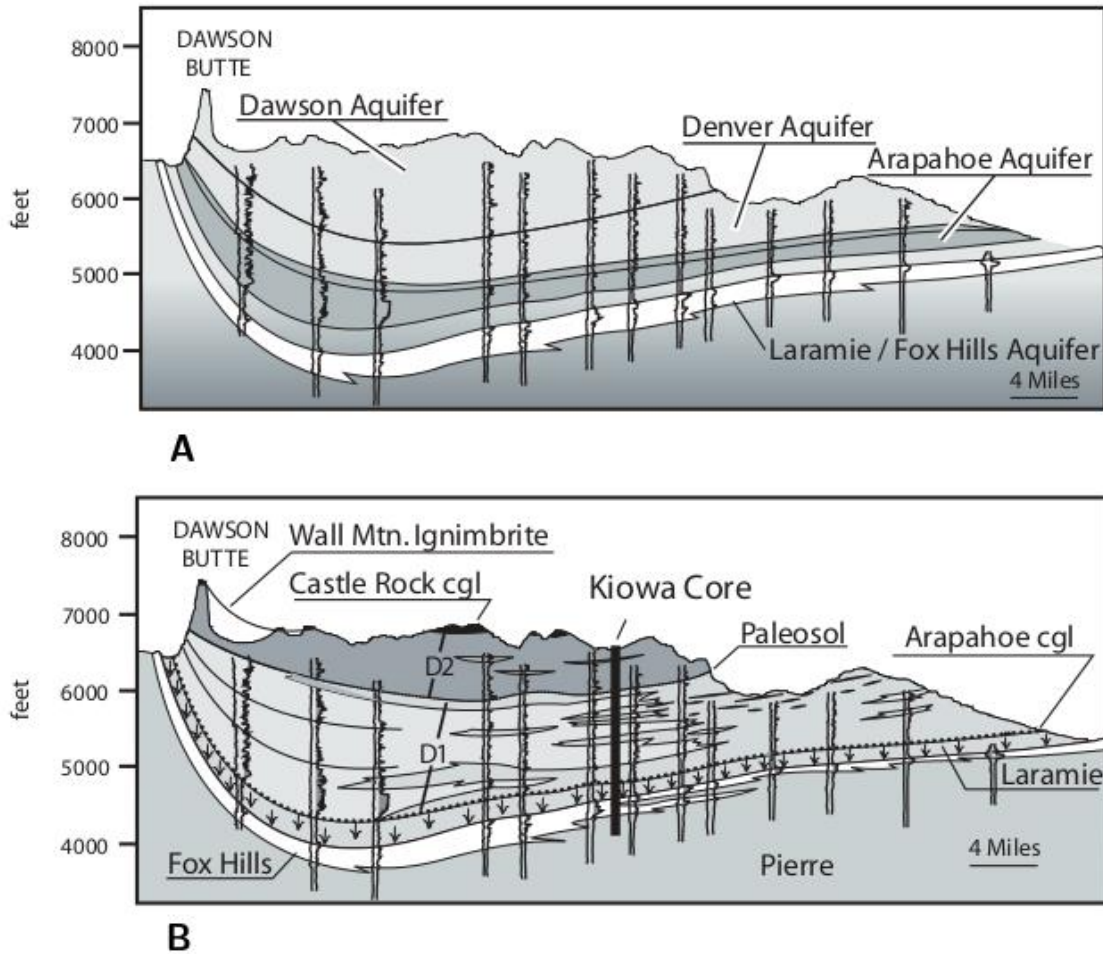 8000
DAWSON
BUTTE
Dawson Aquifer
7000
Denver Aquifer
Arapahoe Aquifer
feet
6000
5000
4000
Laramie / Fox Hills Aquifer
4 Miles
A
8000
DAWSON
BUTTE
Wall Mtn. Ignimbrite
Castle Rock cgl
Kiowa Core
7000
Paleosol
Arapahoe cgl
D2
feet
6000
D1
5000
Laramie
4000
Fox Hills
Pierre
4 Miles
B